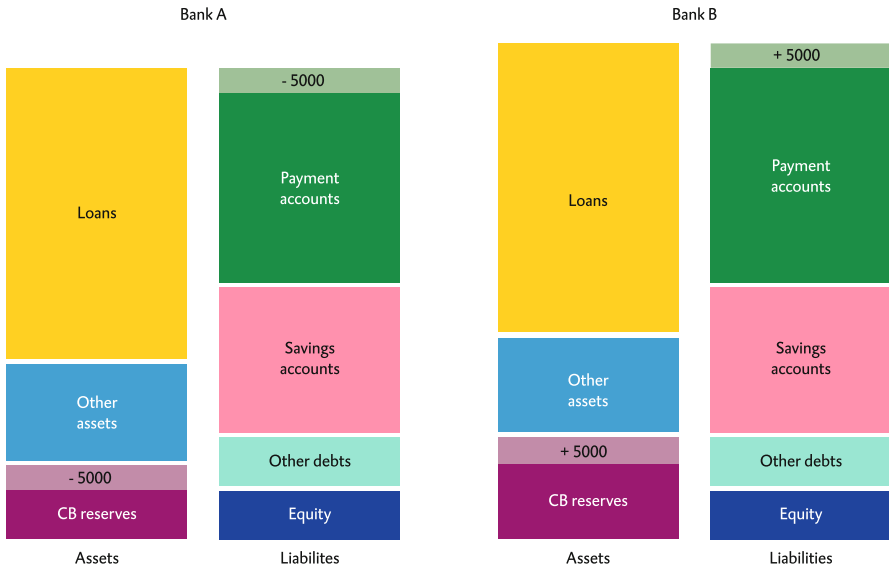 Bank A
- 5000
Payment
accounts
Loans
Savings
accounts
Other
assets
Other debts
- 5000
CB reserves
Equity
Assets
Liabilites
Bank B
+ 5000
Payment
accounts
Loans
Savings
accounts
Other
assets
+ 5000
Other debts
CB reserves
Equity
Assets
Liabilities